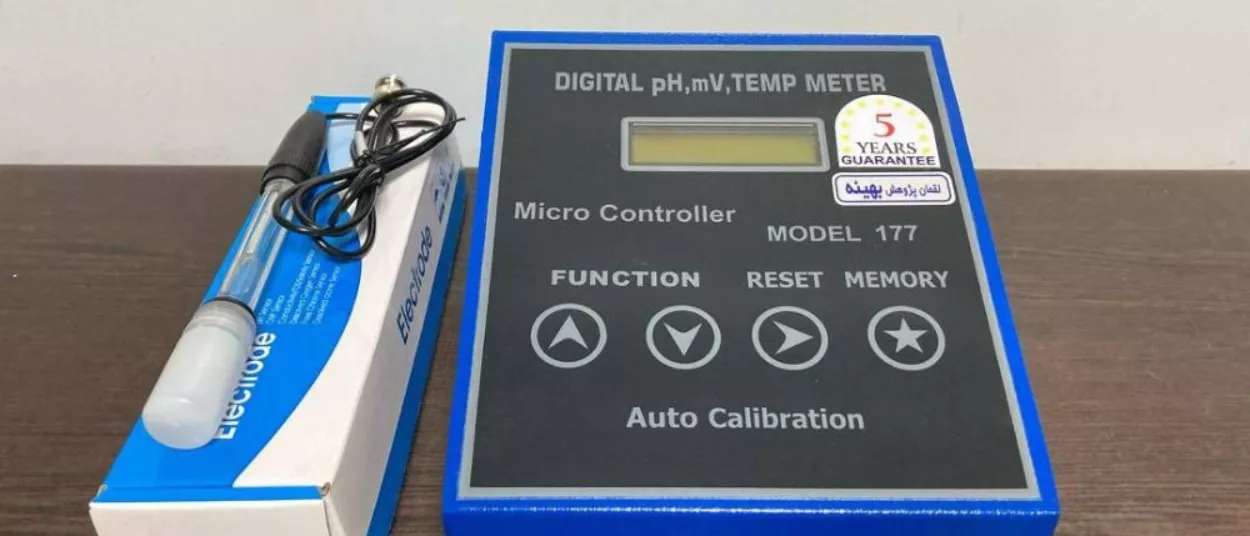 DIGITAL pH,mV,TEMP METER
5
YEARS
GUARANTEE
لقمان پژوهش بهینه
Micro Controller
MODEL 177
FUNCTION RESET MEMORY
Auto Calibration
Electrode
Electrode